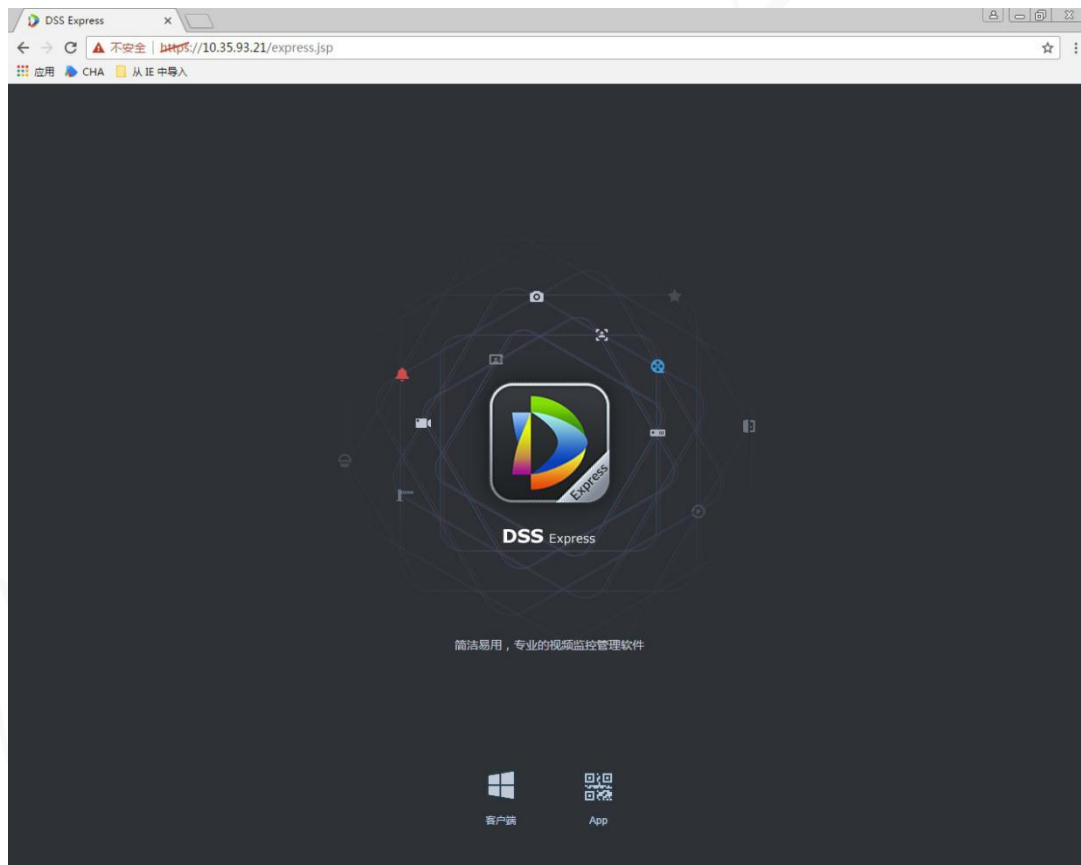 DSS Express
不安全 | https://10.35.93.21/express.jsp
应用 CHA 从 IE 中导入
Express
DSS Express
简洁易用，专业的视频监控管理软件
客户端 App